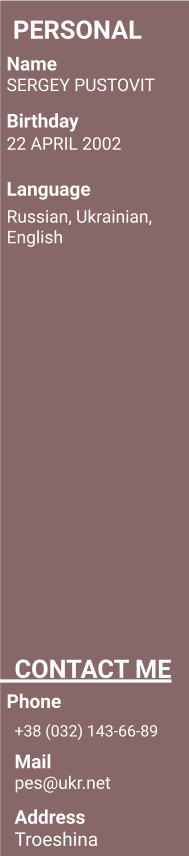 PERSONAL
Name
SERGEY PUSTOVIT
Birthday
22 APRIL 2002
Language
Russian, Ukrainian,
English
CONTACT ME
Phone
+38 (032) 143-66-89
Mail
pes@ukr.net
Address
Troeshina